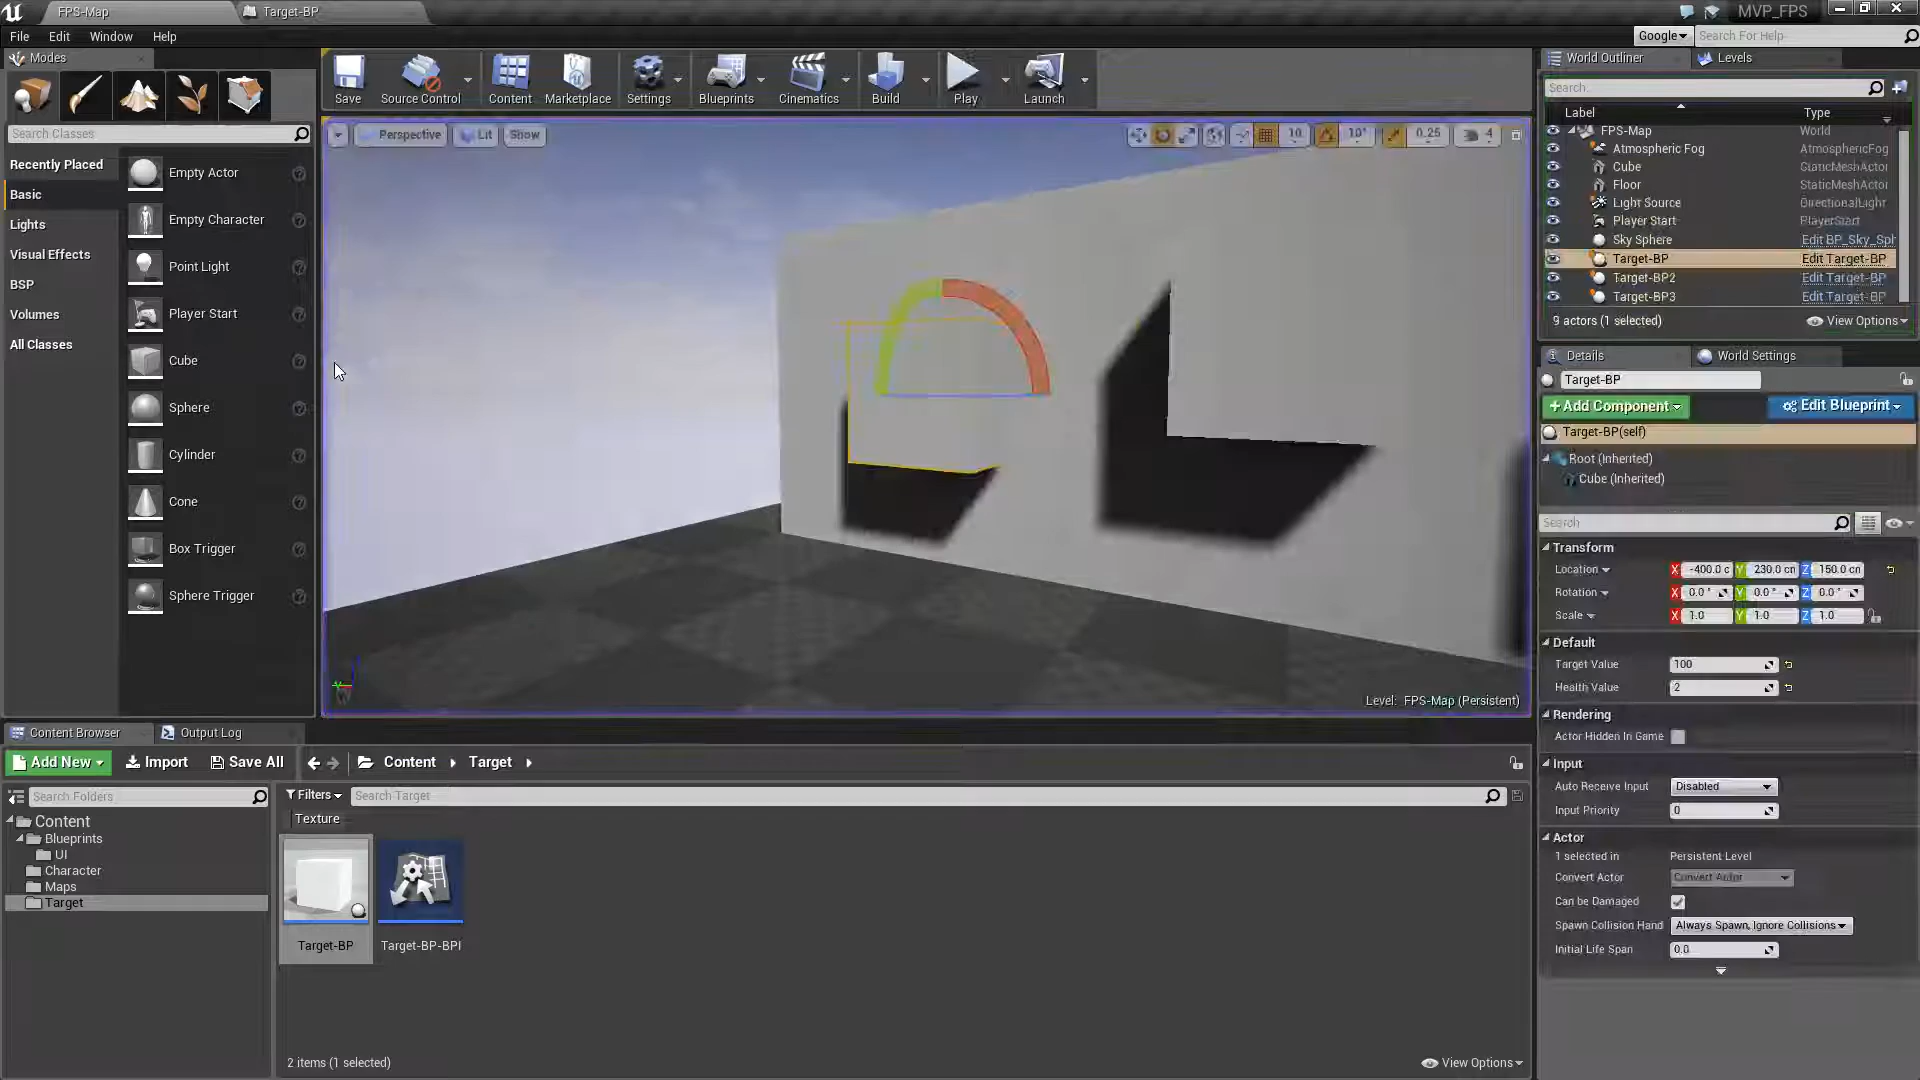 FPS-Map
Target-BP
MVP_FPS
File Edit Window Help
Google
Search For Help
Modes
Search Classes
Recently Placed
Basic
Lights
Visual Effects
BSP
Volumes
All Classes
Empty Actor
Empty Character
Point Light
Player Start
Cube
Sphere
Cylinder
Cone
Box Trigger
Sphere Trigger
Save
Source Control
Content
Marketplace
Settings
Blueprints
Cinematics
Build
Play
Launch
Perspective
Lit
Show
10
10°
0.25
4
Level: FPS-Map (Persistent)
World Outliner
Levels
Search...
Label Type
FPS-Map World
Atmospheric Fog AtmosphericFog
Cube StaticMeshActor
Floor StaticMeshActor
Light Source DirectionalLight
Player Start PlayerStart
Sky Sphere Edit BP_Sky_Sph
Target-BP Edit Target-BP
Target-BP2 Edit Target-BP
Target-BP3 Edit Target-BP
9 actors (1 selected)
View Options
Details
World Settings
Target-BP
+Add Component
Edit Blueprint
Target-BP(self)
Root (Inherited)
Cube (Inherited)
Search
Transform
Location X -400.0 c Y 230.0 cm Z 150.0 cm
Rotation X 0.0 ° Y 0.0 ° Z 0.0 °
Scale X 1.0 Y 1.0 Z 1.0
Default
Target Value 100
Health Value 2
Rendering
Actor Hidden In Game
Input
Auto Receive Input Disabled
Input Priority 0
Actor
1 selected in Persistent Level
Convert Actor Convert Actor
Can be Damaged
Spawn Collision Hand Always Spawn, Ignore Collisions
Initial Life Span 0.0
Content Browser
Output Log
Add New
Import
Save All
Content
Target
Search Folders
Filters
Search Target
Texture
Content
Blueprints
UI
Character
Maps
Target
Target-BP
Target-BP-BPI
2 items (1 selected)
View Options